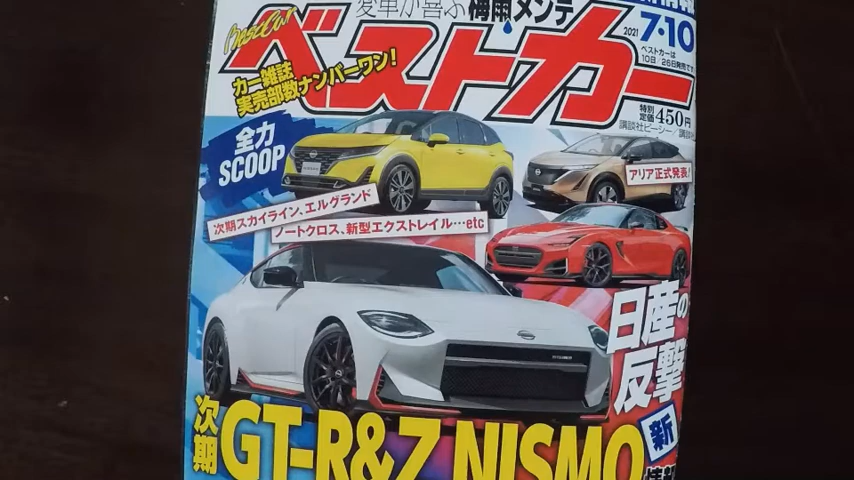 愛車が喜ぶ梅雨メンテ
BestCar
ベストカー
カー雑誌
実売部数ナンバーワン!
2021
7・10
ベストカーは
10日/26日発売です
特別
定価450円
講談社ビーシー/講談社
全力
SCOOP
アリア正式発表!
次期スカイライン、エルグランド
ノートクロス、新型エクストレイル…etc
日産の
反撃
次期GT-R&Z NISMO
新